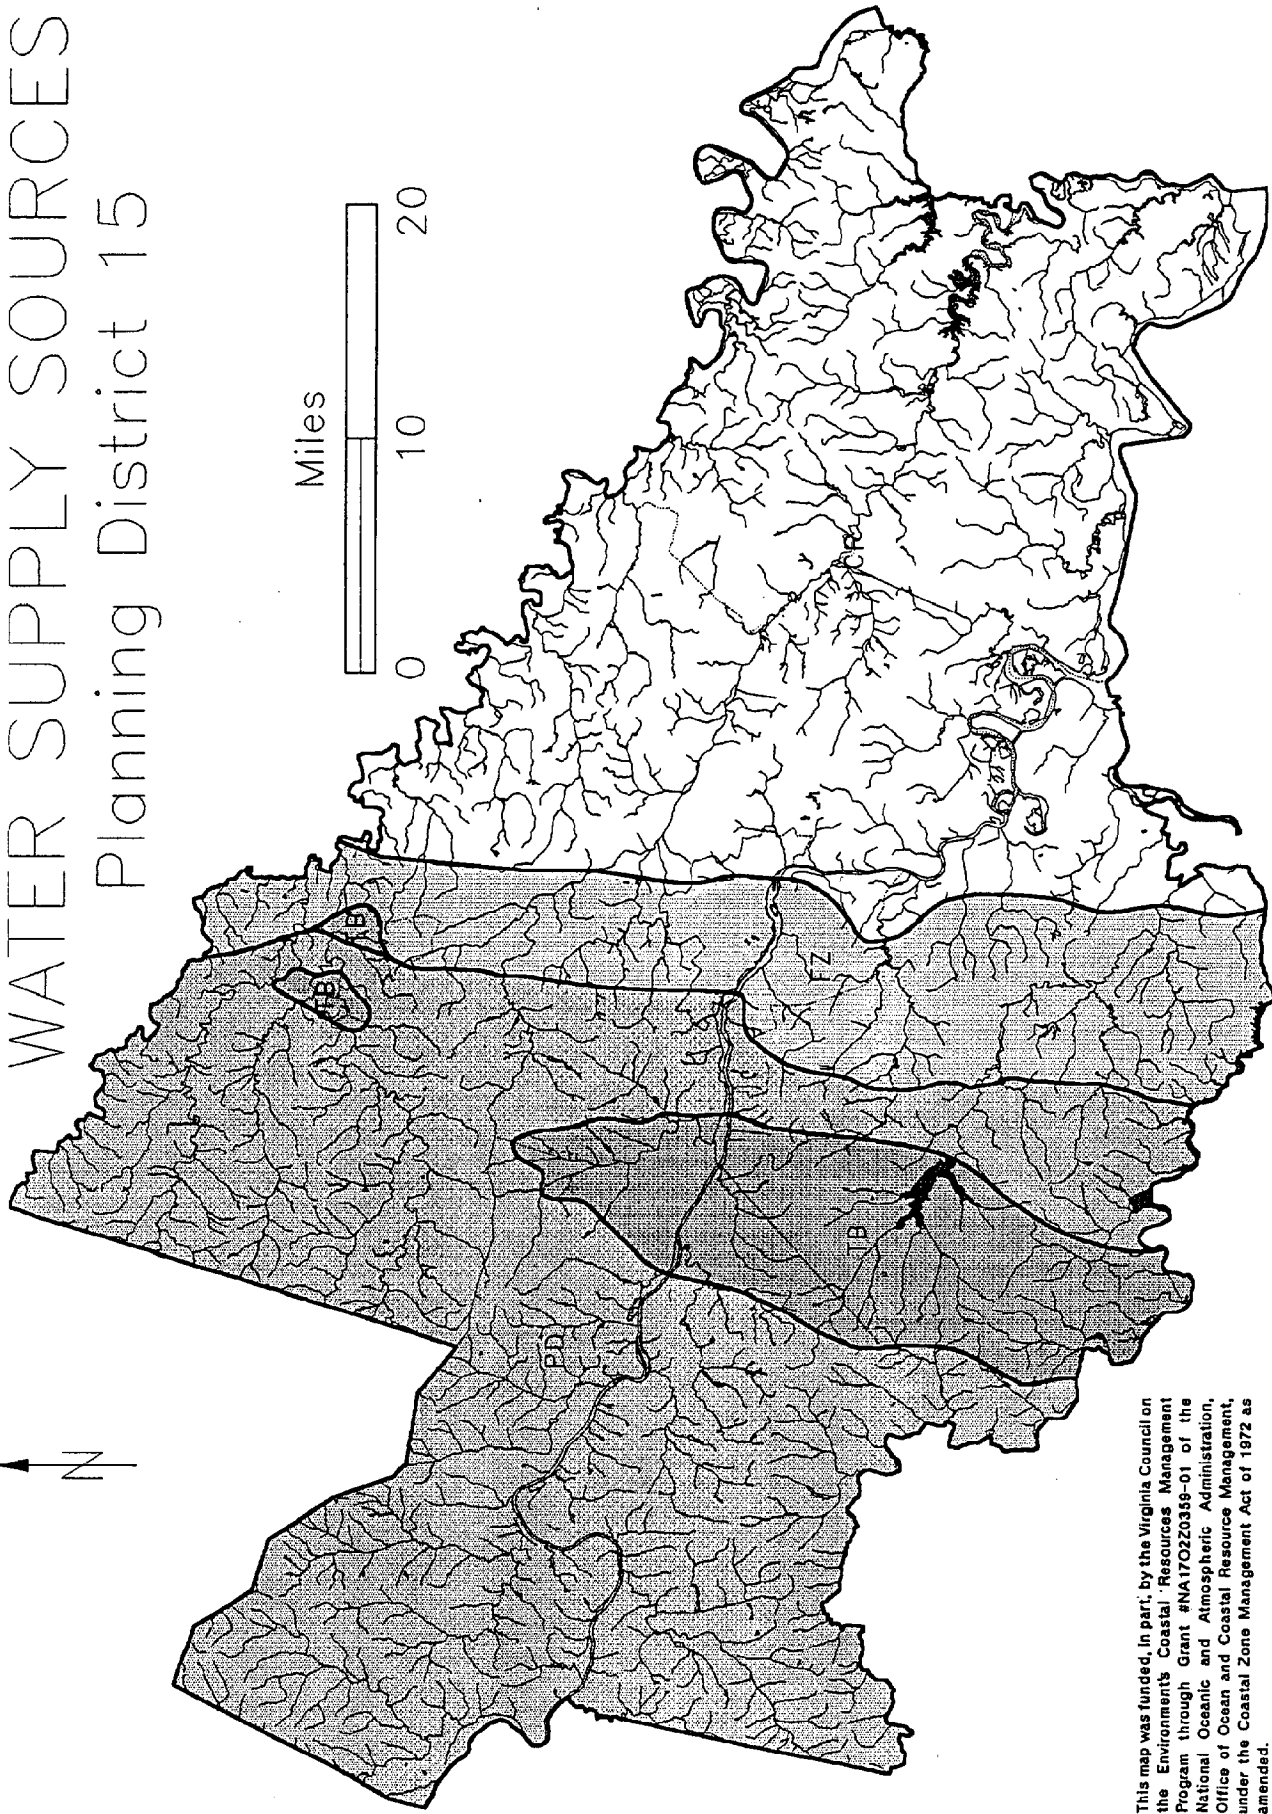 WATER SUPPLY SOURCES
Planning District 15
Miles
0 10 20
N
TB
FZ
PD
TB
CP
This map was funded, in part, by the Virginia Council on
the Environment's Coastal Resources Management
Program through Grant #NA17OZ0359-01 of the
National Oceanic and Atmospheric Administration,
Office of Ocean and Coastal Resource Management,
under the Coastal Zone Management Act of 1972 as
amended.